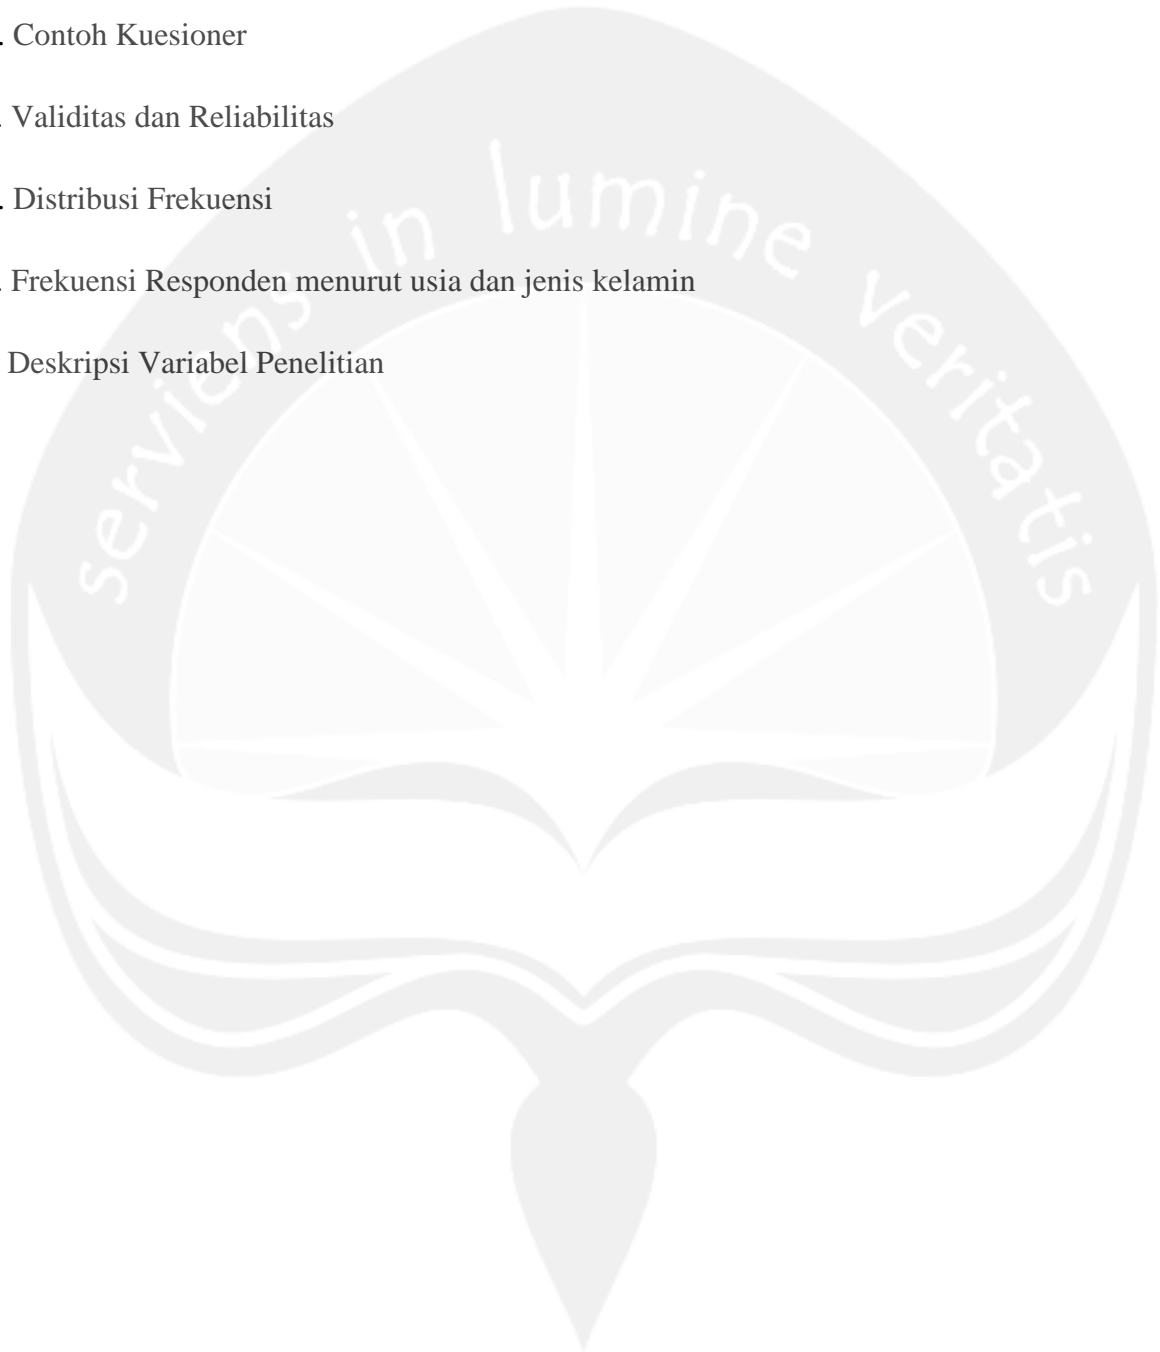 . Contoh Kuesioner
. Validitas dan Reliabilitas
. Distribusi Frekuensi
. Frekuensi Responden menurut usia dan jenis kelamin
Deskripsi Variabel Penelitian
serviens in lumine veritatis